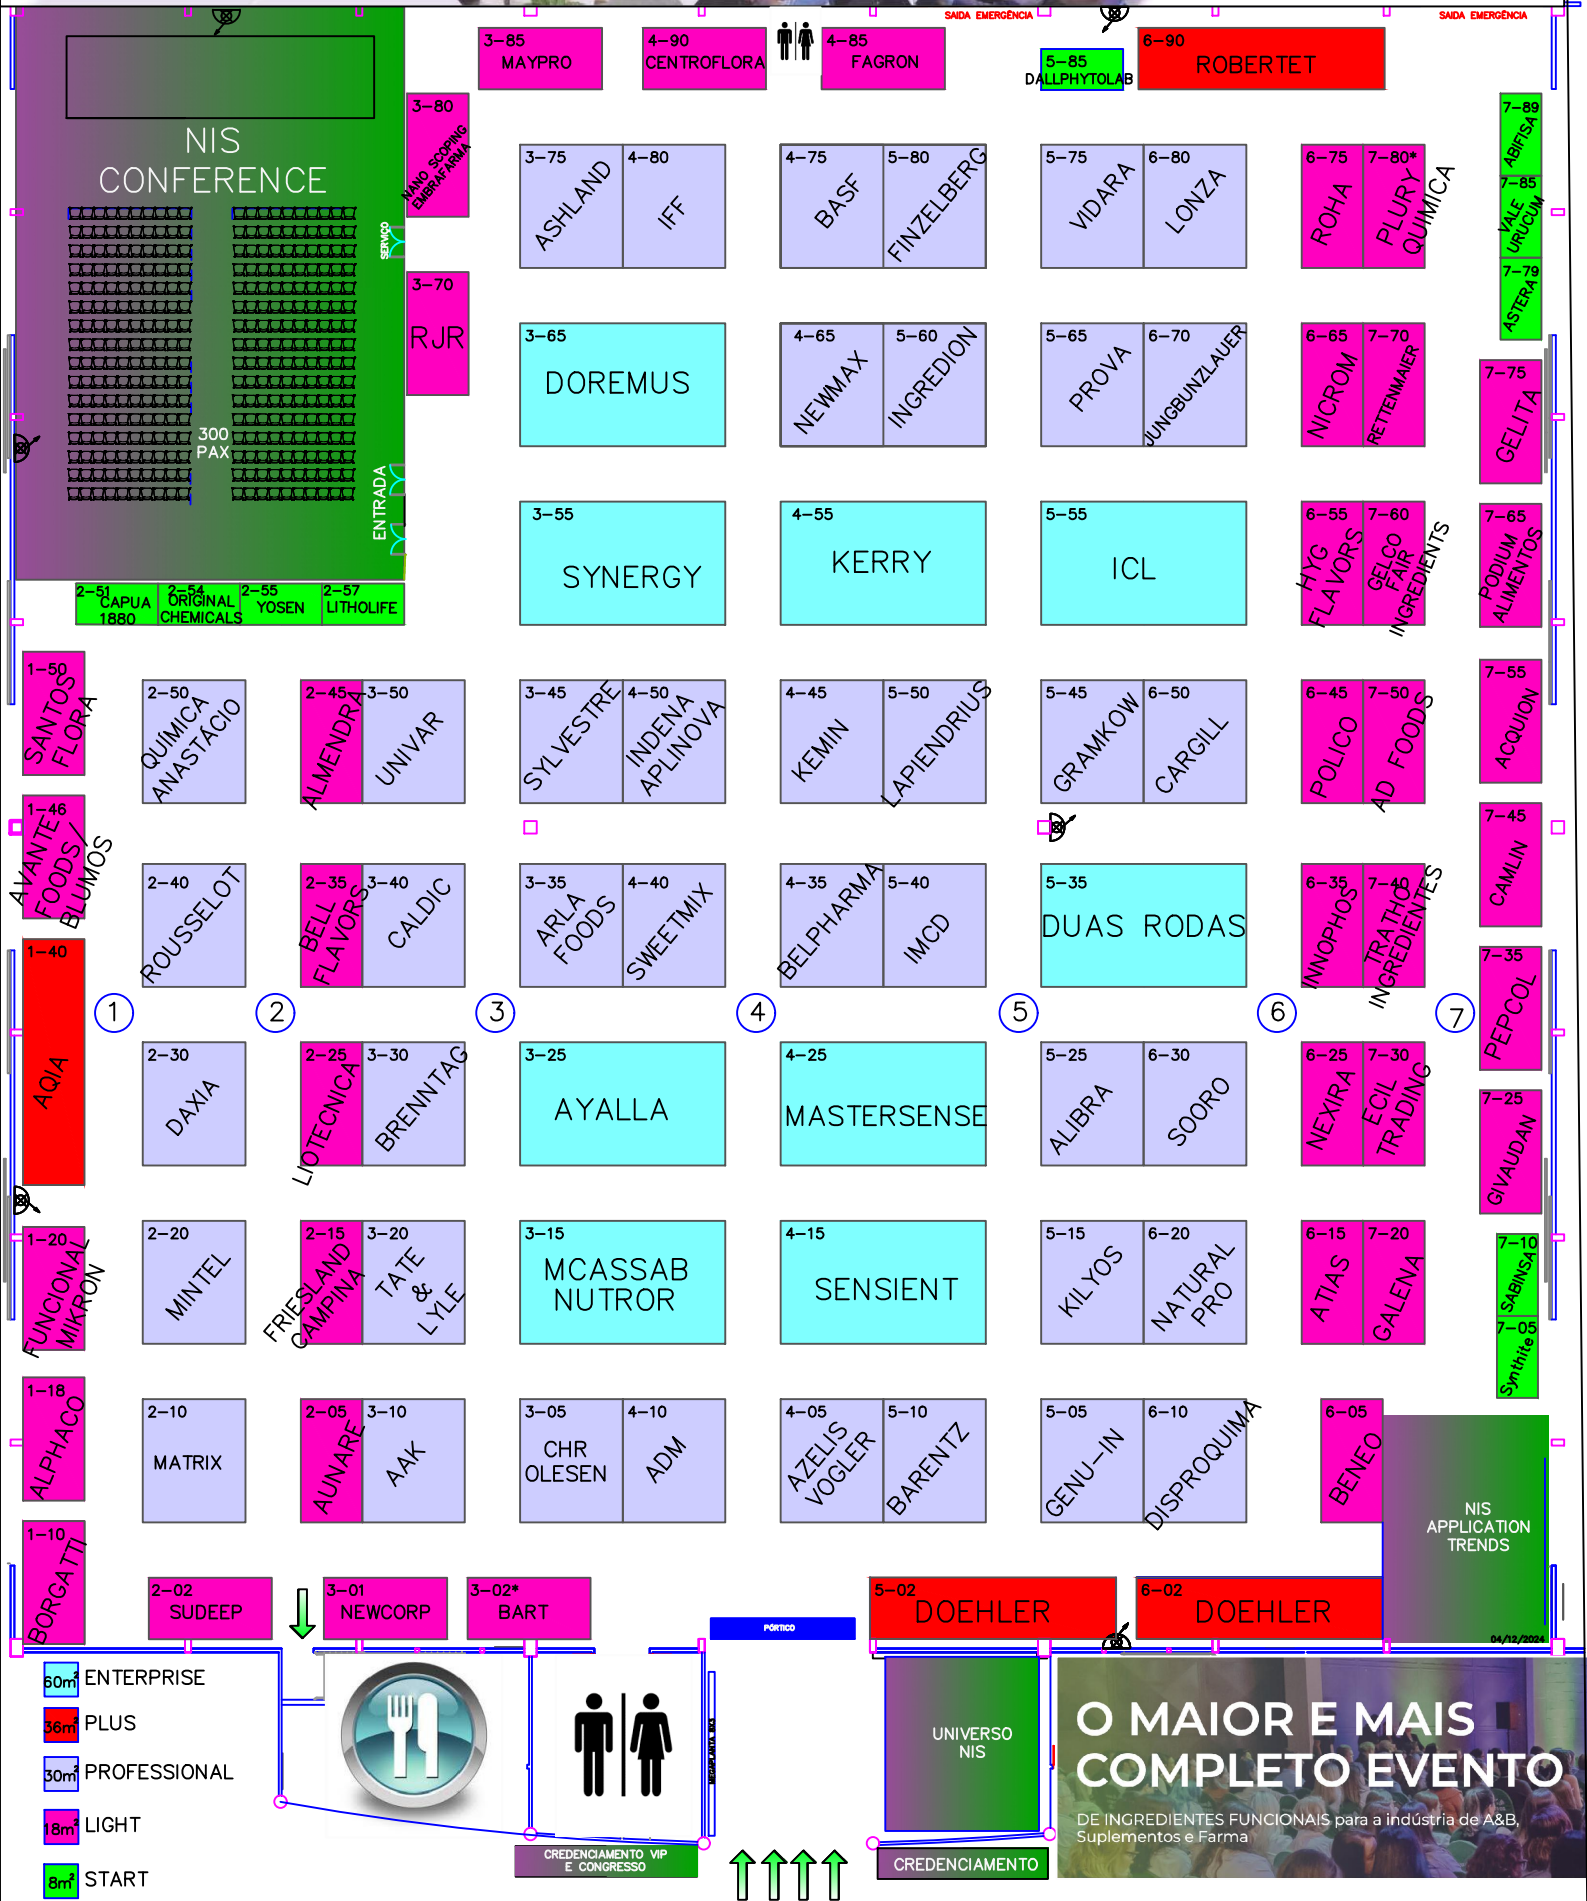 SAIDA EMERGÊNCIA
SAIDA EMERGÊNCIA
3-85
MAYPRO
4-90
CENTROFLORA
4-85
FAGRON
5-85
DALLPHYTOLAB
6-90
ROBERTET
NIS
CONFERENCE
300
PAX
SERVIÇO
ENTRADA
3-80
NANO SCOPING
EMBRAFARMA
3-70
RJR
3-75
ASHLAND
4-80
IFF
4-75
BASF
5-80
FINZELBERG
5-75
VIDARA
6-80
LONZA
6-75
ROHA
7-80*
PLURY
QUIMICA
7-89
ABIFISA
7-85
VALE
URUCUM
7-79
ASTERA
3-65
DOREMUS
4-65
NEWMAX
5-60
INGREDION
5-65
PROVA
6-70
JUNGBUNZLAUER
6-65
NICROM
7-70
RETTENMAIER
7-75
GELITA
3-55
SYNERGY
4-55
KERRY
5-55
ICL
6-55
HYG
FLAVORS
7-60
GELCO
FAIR
INGREDIENTS
7-65
PODIUM
ALIMENTOS
2-51
CAPUA
1880
2-54
ORIGINAL
CHEMICALS
2-55
YOSEN
2-57
LITHOLIFE
1-50
SANTOS
FLORA
2-50
QUÍMICA
ANASTÁCIO
2-45
ALMENDRA
3-50
UNIVAR
3-45
SYLVESTRE
4-50
INDENA
APLINOVA
4-45
KEMIN
5-50
LAPIENDRIUS
5-45
GRAMKOW
6-50
CARGILL
6-45
POLICO
7-50
AD FOODS
7-55
ACQUION
1-46
AVANTE
FOODS /
BLUMOS
2-40
ROUSSELOT
2-35
BELL
FLAVORS
3-40
CALDIC
3-35
ARLA
FOODS
4-40
SWEETMIX
4-35
BELPHARMA
5-40
IMCD
5-35
DUAS RODAS
6-35
INNOPHOS
7-40
TRATHO
INGREDIENTES
7-45
CAMLIN
1-40
AQIA
1
2
3
4
5
6
7
7-35
PEPCOL
2-30
DAXIA
2-25
LIOTECNICA
3-30
BRENNTAG
3-25
AYALLA
4-25
MASTERSENSE
5-25
ALIBRA
6-30
SOORO
6-25
NEXIRA
7-30
ECIL
TRADING
7-25
GIVAUDAN
1-20
FUNCIONAL
MIKRON
2-20
MINTEL
2-15
FRIESLAND
CAMPINA
3-20
TATE
&
LYLE
3-15
MCASSAB
NUTROR
4-15
SENSIENT
5-15
KILYOS
6-20
NATURAL
PRO
6-15
ATIAS
7-20
GALENA
7-10
SABINSA
7-05
Synthite
1-18
ALPHACO
2-10
MATRIX
2-05
AUNARE
3-10
AAK
3-05
CHR
OLESEN
4-10
ADM
4-05
AZELIS
VOGLER
5-10
BARENTZ
5-05
GENU-IN
6-10
DISPROQUIMA
6-05
BENEO
NIS
APPLICATION
TRENDS
1-10
BORGATTI
2-02
SUDEEP
3-01
NEWCORP
3-02*
BART
PÓRTICO
5-02
DOEHLER
6-02
DOEHLER
04/12/2024
60m² ENTERPRISE
36m² PLUS
30m² PROFESSIONAL
18m² LIGHT
8m² START
UNIVERSO
NIS
CREDENCIAMENTO VIP
E CONGRESSO
CREDENCIAMENTO
O MAIOR E MAIS
COMPLETO EVENTO
DE INGREDIENTES FUNCIONAIS para a indústria de A&B,
Suplementos e Farma